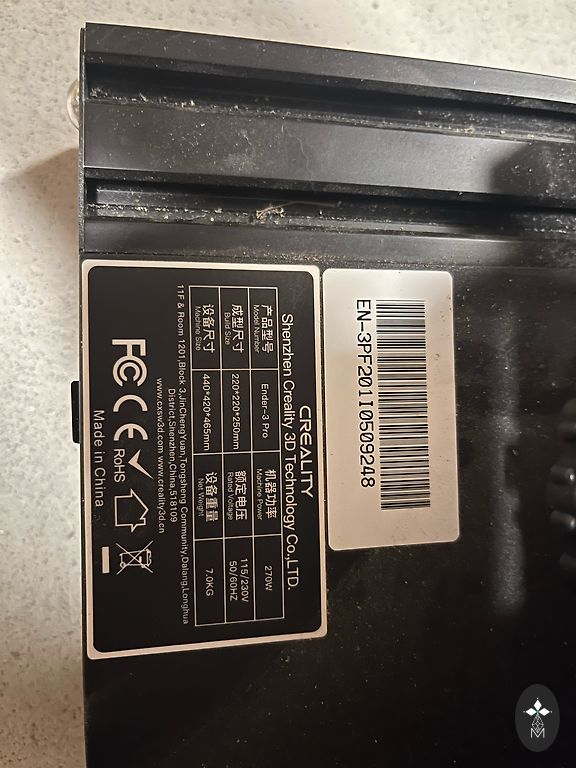 CREALITY
Shenzhen Creality 3D Technology Co.,LTD.
产品型号 Ender-3 Pro 机器功率 270W
Model Number Machine Power
成型尺寸 220*220*250mm 额定电压 115/230V
Build Size Rated Voltage 50/60HZ
设备尺寸 440*420*465mm 设备重量 7.0KG
Machine Size Net Weight
11F & Room 1201,Block 3,JinChengYuan,Tongsheng Community,Dalang,Longhua
District,Shenzhen,China,518109
www.cxsw3d.com www.creality3d.cn
FC CE RoHS
Made in China
EN-3PF20110509248
M